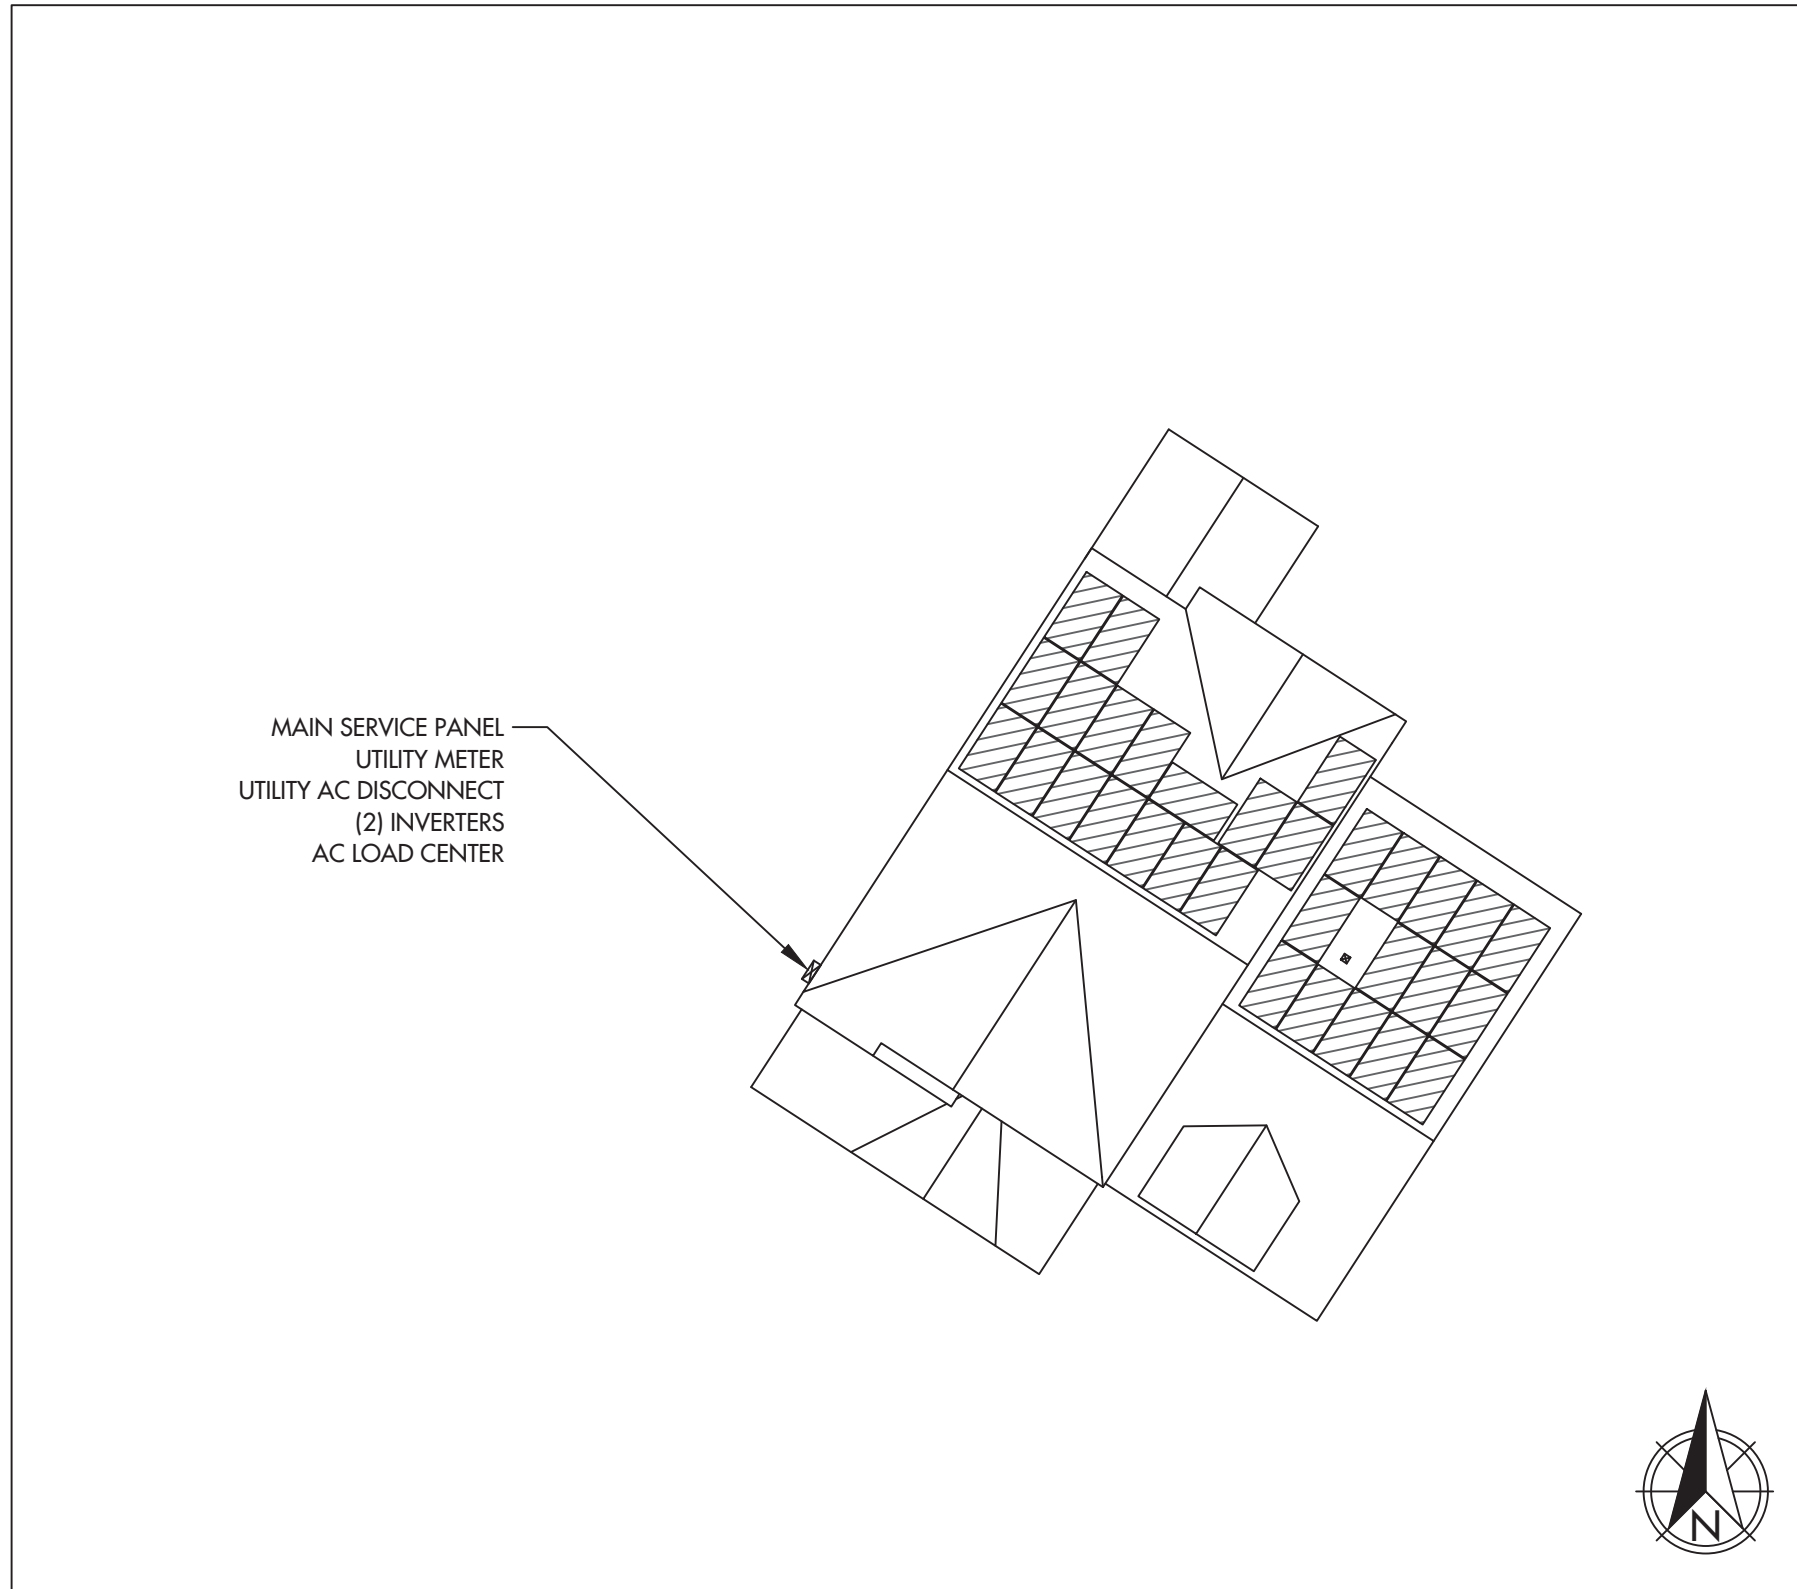 MAIN SERVICE PANEL
UTILITY METER
UTILITY AC DISCONNECT
(2) INVERTERS
AC LOAD CENTER
N